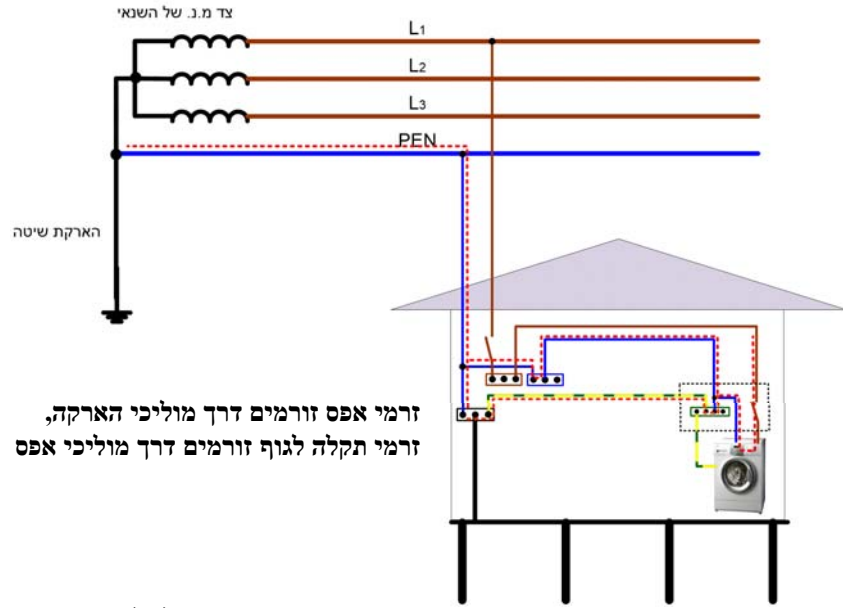 צד מ.נ. של השנאי
L1
L2
L3
PEN
הארקת שיטה
זרמי אפס זורמים דרך מוליכי הארקה,
זרמי תקלה לגוף זורמים דרך מוליכי אפס